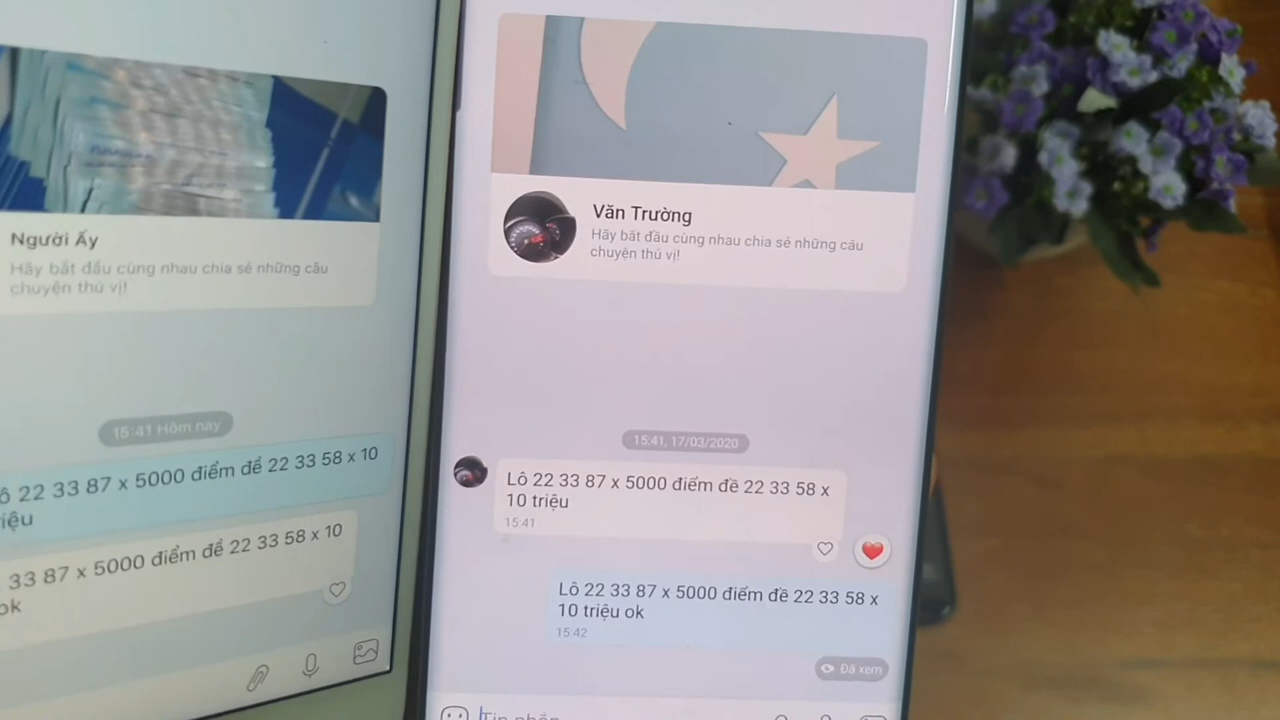 Người Ấy
Hãy bắt đầu cùng nhau chia sẻ những câu
chuyện thú vị!
15:41 Hôm nay
22 33 87 x 5000 điểm đề 22 33 58 x 10
33 87 x 5000 điểm đề 22 33 58 x 10
ok
Văn Trường
Hãy bắt đầu cùng nhau chia sẻ những câu
chuyện thú vị!
15:41, 17/03/2020
Lô 22 33 87 x 5000 điểm đề 22 33 58 x
10 triệu
15:41
Lô 22 33 87 x 5000 điểm đề 22 33 58 x
10 triệu ok
15:42
Đã xem
Tin nhắn